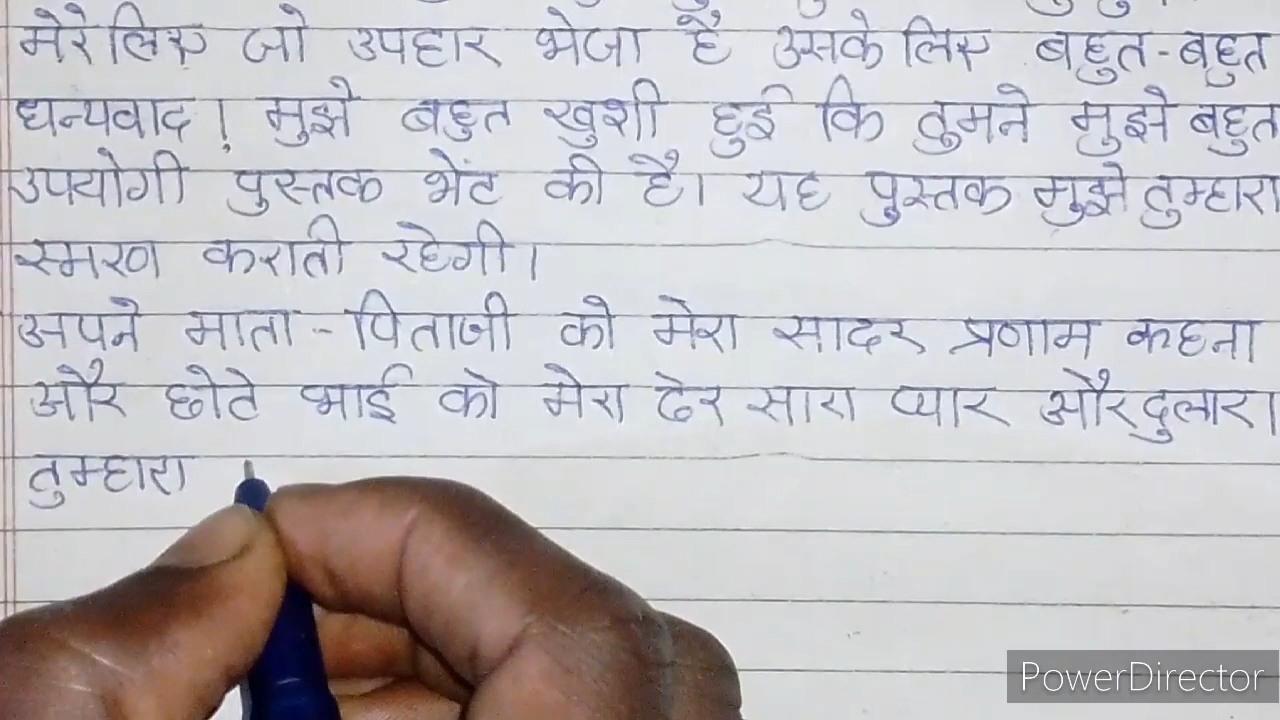 मेरे लिए जो उपहार भेजा है उसके लिए बहुत-बहुत
धन्यवाद! मुझे बहुत खुशी हुई कि तुमने मुझे बहुत
उपयोगी पुस्तक भेंट की है। यह पुस्तक मुझे तुम्हारा
स्मरण कराती रहेगी।
अपने माता-पिताजी को मेरा सादर प्रणाम कहना
और छोटे भाई को मेरा ढेर सारा प्यार और दुलार।
तुम्हारा
PowerDirector